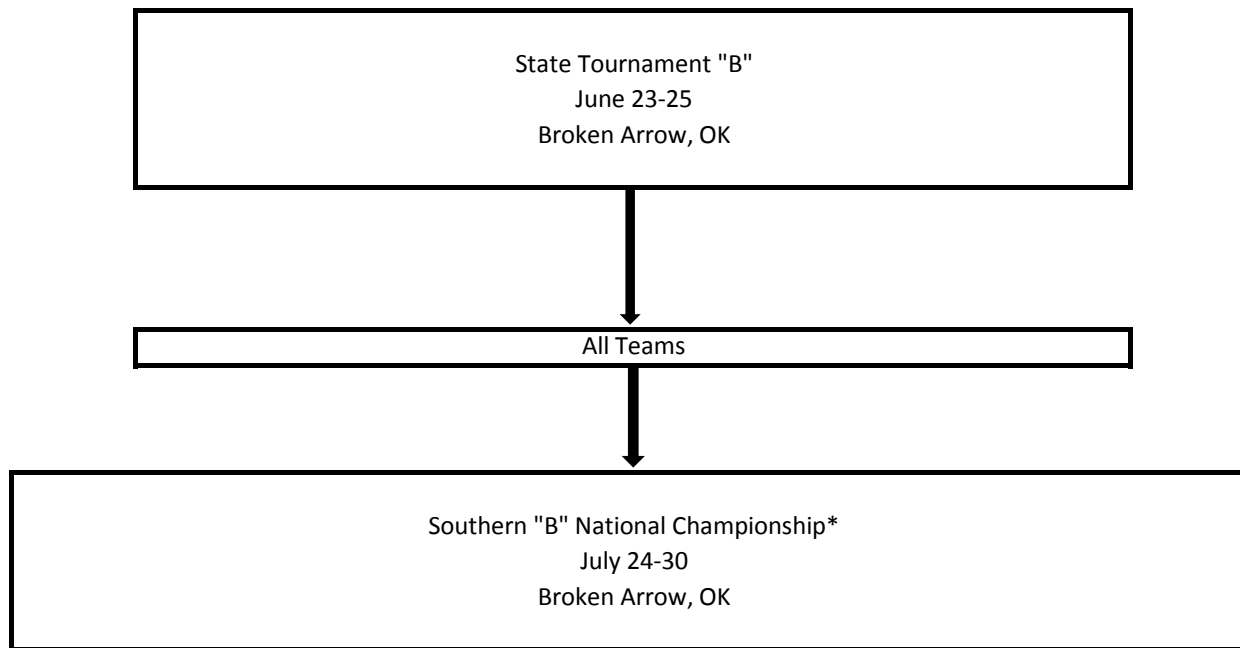 State Tournament "B"
June 23-25
Broken Arrow, OK
All Teams
Southern "B" National Championship*
July 24-30
Broken Arrow, OK